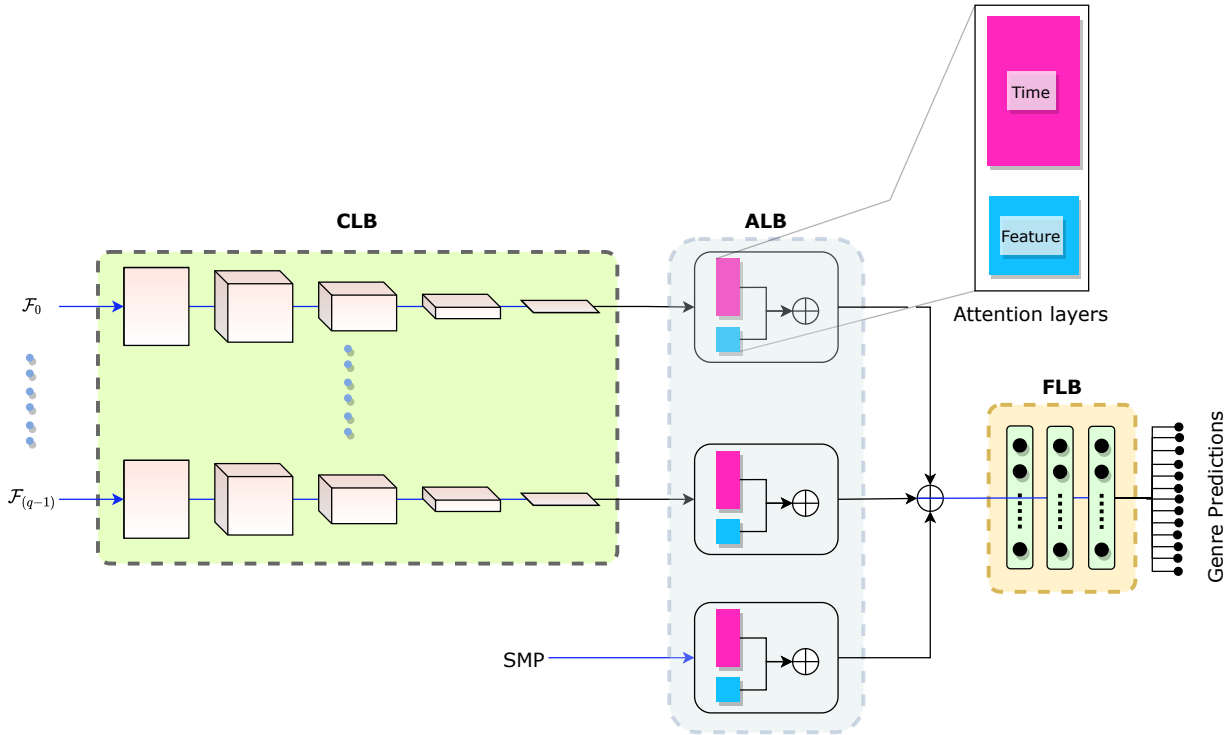 Time
Feature
Attention layers
CLB
ALB
FLB
ℱ₀
ℱ₍q₋₁₎
SMP
Genre Predictions